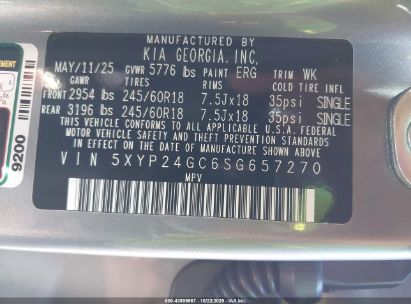 MANUFACTURED BY
KIA GEORGIA, INC.
MAY/11/25 GVWR 5776 lbs PAINT ERG TRIM WK
GAWR TIRES RIMS COLD TIRE INFL
FRONT 2954 lbs 245/60R18 7.5Jx18 35psi SINGLE
REAR 3196 lbs 245/60R18 7.5Jx18 35psi SINGLE
THIS VEHICLE CONFORMS TO ALL APPLICABLE U.S.A. FEDERAL
MOTOR VEHICLE SAFETY AND THEFT PREVENTION STANDARDS
IN EFFECT ON THE DATE OF MANUFACTURE SHOWN ABOVE.
VIN 5XYP24GC6SG657270
MPV
9200